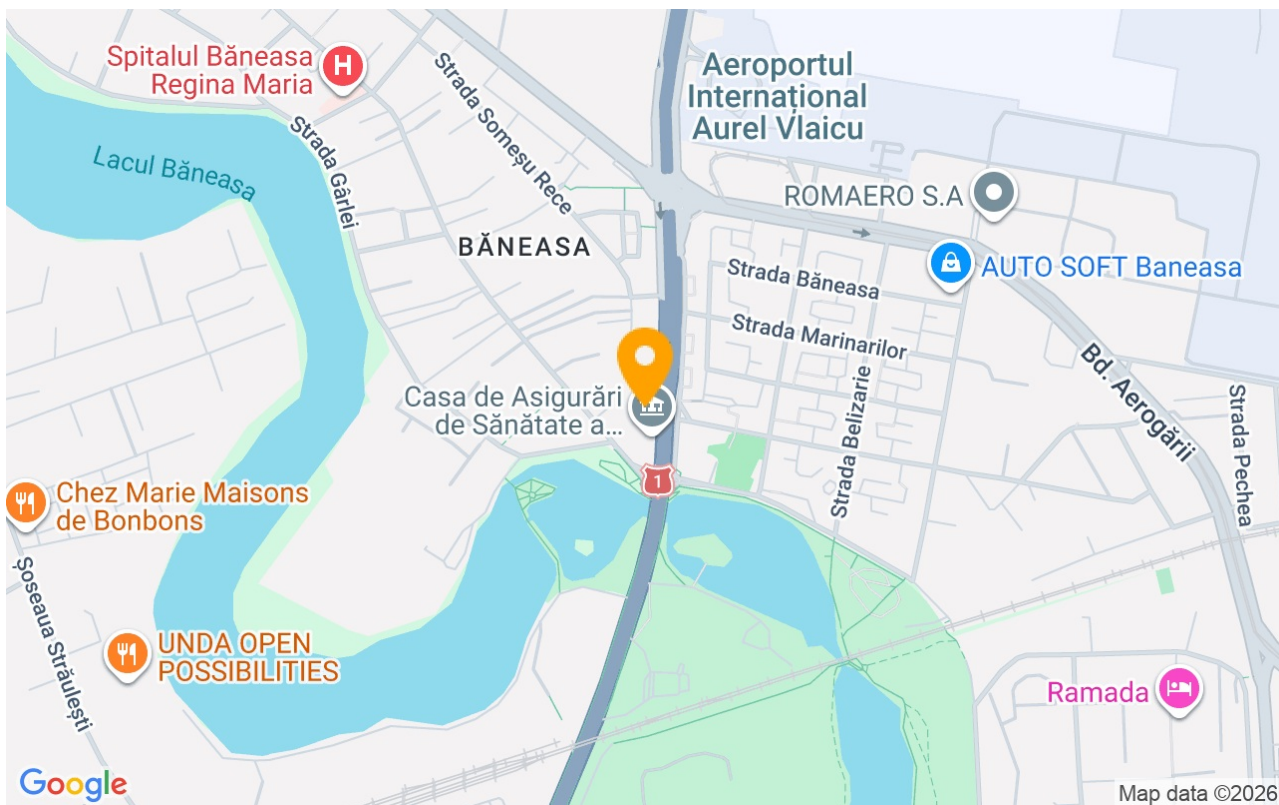 Spitalul Băneasa
Regina Maria
H
Strada Someșu Rece
Aeroportul
Internațional
Aurel Vlaicu
Strada Gârlei
Lacul Băneasa
ROMAERO S.A
BĂNEASA
AUTO SOFT Baneasa
Strada Băneasa
Strada Marinarilor
Bd. Aerogării
Strada Belizarie
Strada Pechea
Casa de Asigurări
de Sănătate a...
1
Chez Marie Maisons
de Bonbons
Șoseaua Străulești
UNDA OPEN
POSSIBILITIES
Ramada
Google
Map data ©2026